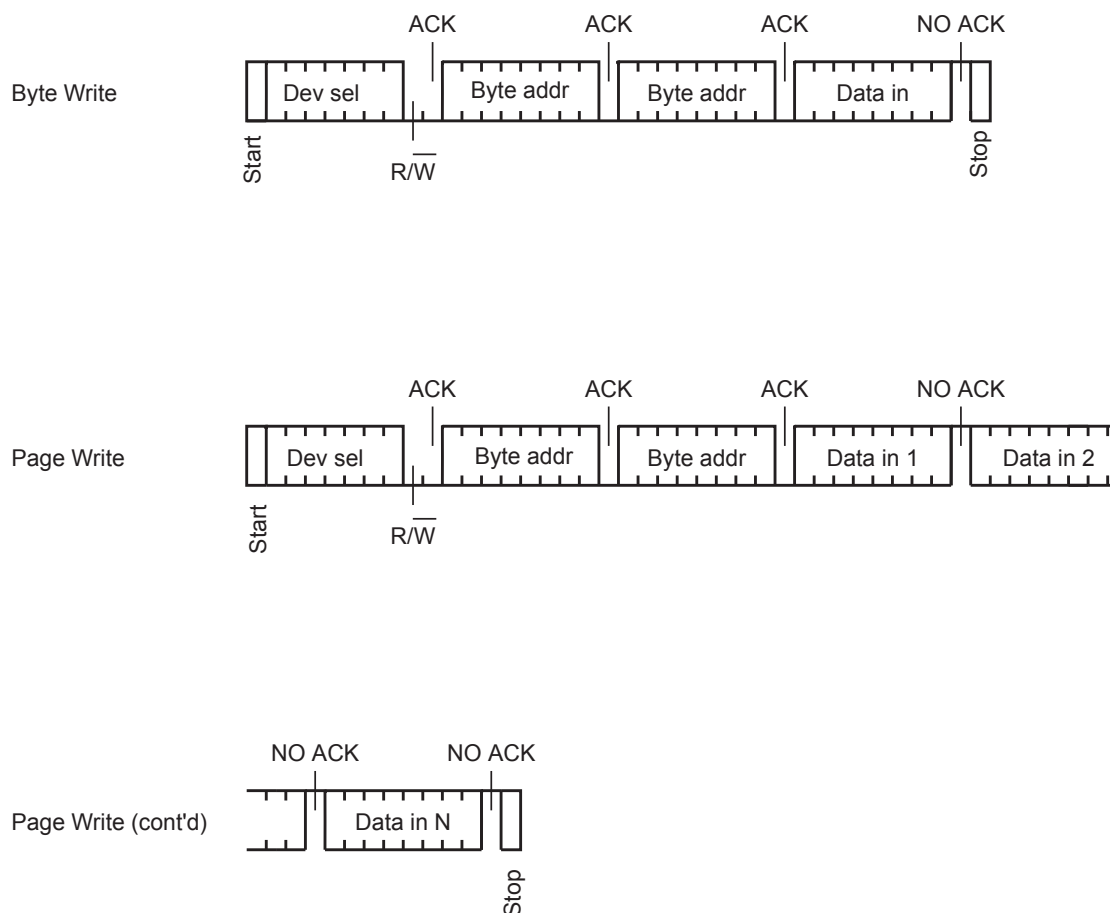 ACK ACK ACK NO ACK
Byte Write Dev sel Byte addr Byte addr Data in
Start R/W̅ Stop
ACK ACK ACK NO ACK
Page Write Dev sel Byte addr Byte addr Data in 1 Data in 2
Start R/W̅
NO ACK NO ACK
Page Write (cont'd) Data in N
Stop